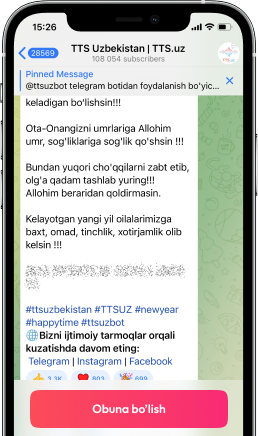 15:26
28569
TTS Uzbekistan | TTS.uz
108 054 subscribers
Pinned Message
@ttsuzbot telegram botidan foydalanish bo'yic...
keladigan bo'lishsin!!!
Ota-Onangizni umrlariga Allohim
umr, sog'liklariga sog'lik qo'shsin !!!
Bundan yuqori cho'qqilarni zabt etib,
olg'a qadam tashlab yuring!!!
Allohim beraridan qoldirmasin.
Kelayotgan yangi yil oilalarimizga
baxt, omad, tinchlik, xotirjamlik olib
kelsin !!!
#ttsuzbekistan #TTSUZ #newyear
#happytime #ttsuzbot
🌐Bizni ijtimoiy tarmoqlar orqali
kuzatishda davom eting:
Telegram | Instagram | Facebook
👍 3.3K ❤️ 803 🎉 699
Obuna bo'lish